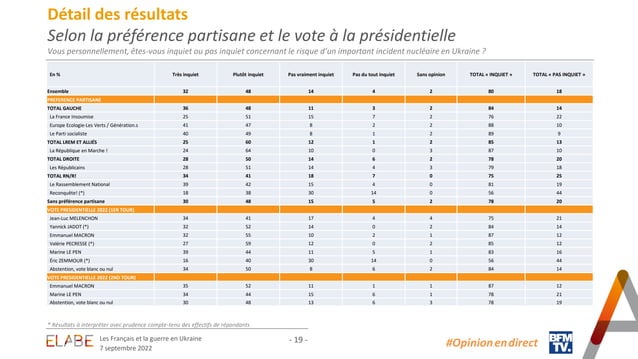 Détail des résultats
Selon la préférence partisane et le vote à la présidentielle
Vous personnellement, êtes-vous inquiet ou pas inquiet concernant le risque d'un important incident nucléaire en Ukraine ?
En % Très inquiet Plutôt inquiet Pas vraiment inquiet Pas du tout inquiet Sans opinion TOTAL « INQUIET » TOTAL « PAS INQUIET »
Ensemble 32 48 14 4 2 80 18
PREFERENCE PARTISANE
TOTAL GAUCHE 36 48 11 3 2 84 14
La France Insoumise 25 51 15 7 2 76 22
Europe Ecologie-Les Verts / Génération.s 41 47 8 2 2 88 10
Le Parti socialiste 40 49 8 1 2 89 9
TOTAL LREM ET ALLIÉS 25 60 12 1 2 85 13
La République en Marche ! 24 64 10 0 3 87 10
TOTAL DROITE 28 50 14 6 2 78 20
Les Républicains 28 51 14 4 3 79 18
TOTAL RN/R! 34 41 18 7 0 75 25
Le Rassemblement National 39 42 15 4 0 81 19
Reconquête! (*) 18 38 30 14 0 56 44
Sans préférence partisane 30 48 15 5 2 78 20
VOTE PRESIDENTIELLE 2022 (1ER TOUR)
Jean-Luc MELENCHON 34 41 17 4 4 75 21
Yannick JADOT (*) 32 52 14 0 2 84 14
Emmanuel MACRON 32 55 10 2 1 87 12
Valérie PECRESSE (*) 27 59 12 0 2 85 12
Marine LE PEN 39 44 11 5 1 83 16
Éric ZEMMOUR (*) 16 40 30 14 0 56 44
Abstention, vote blanc ou nul 34 50 8 6 2 84 14
VOTE PRESIDENTIELLE 2022 (2ND TOUR)
Emmanuel MACRON 35 52 11 1 1 87 12
Marine LE PEN 34 44 15 6 1 78 21
Abstention, vote blanc ou nul 30 48 13 6 3 78 19
* Résultats à interpréter avec prudence compte-tenu des effectifs de répondants
ELABE
Les Français et la guerre en Ukraine
7 septembre 2022
- 19 -
#Opinion en direct
BFM
TV.